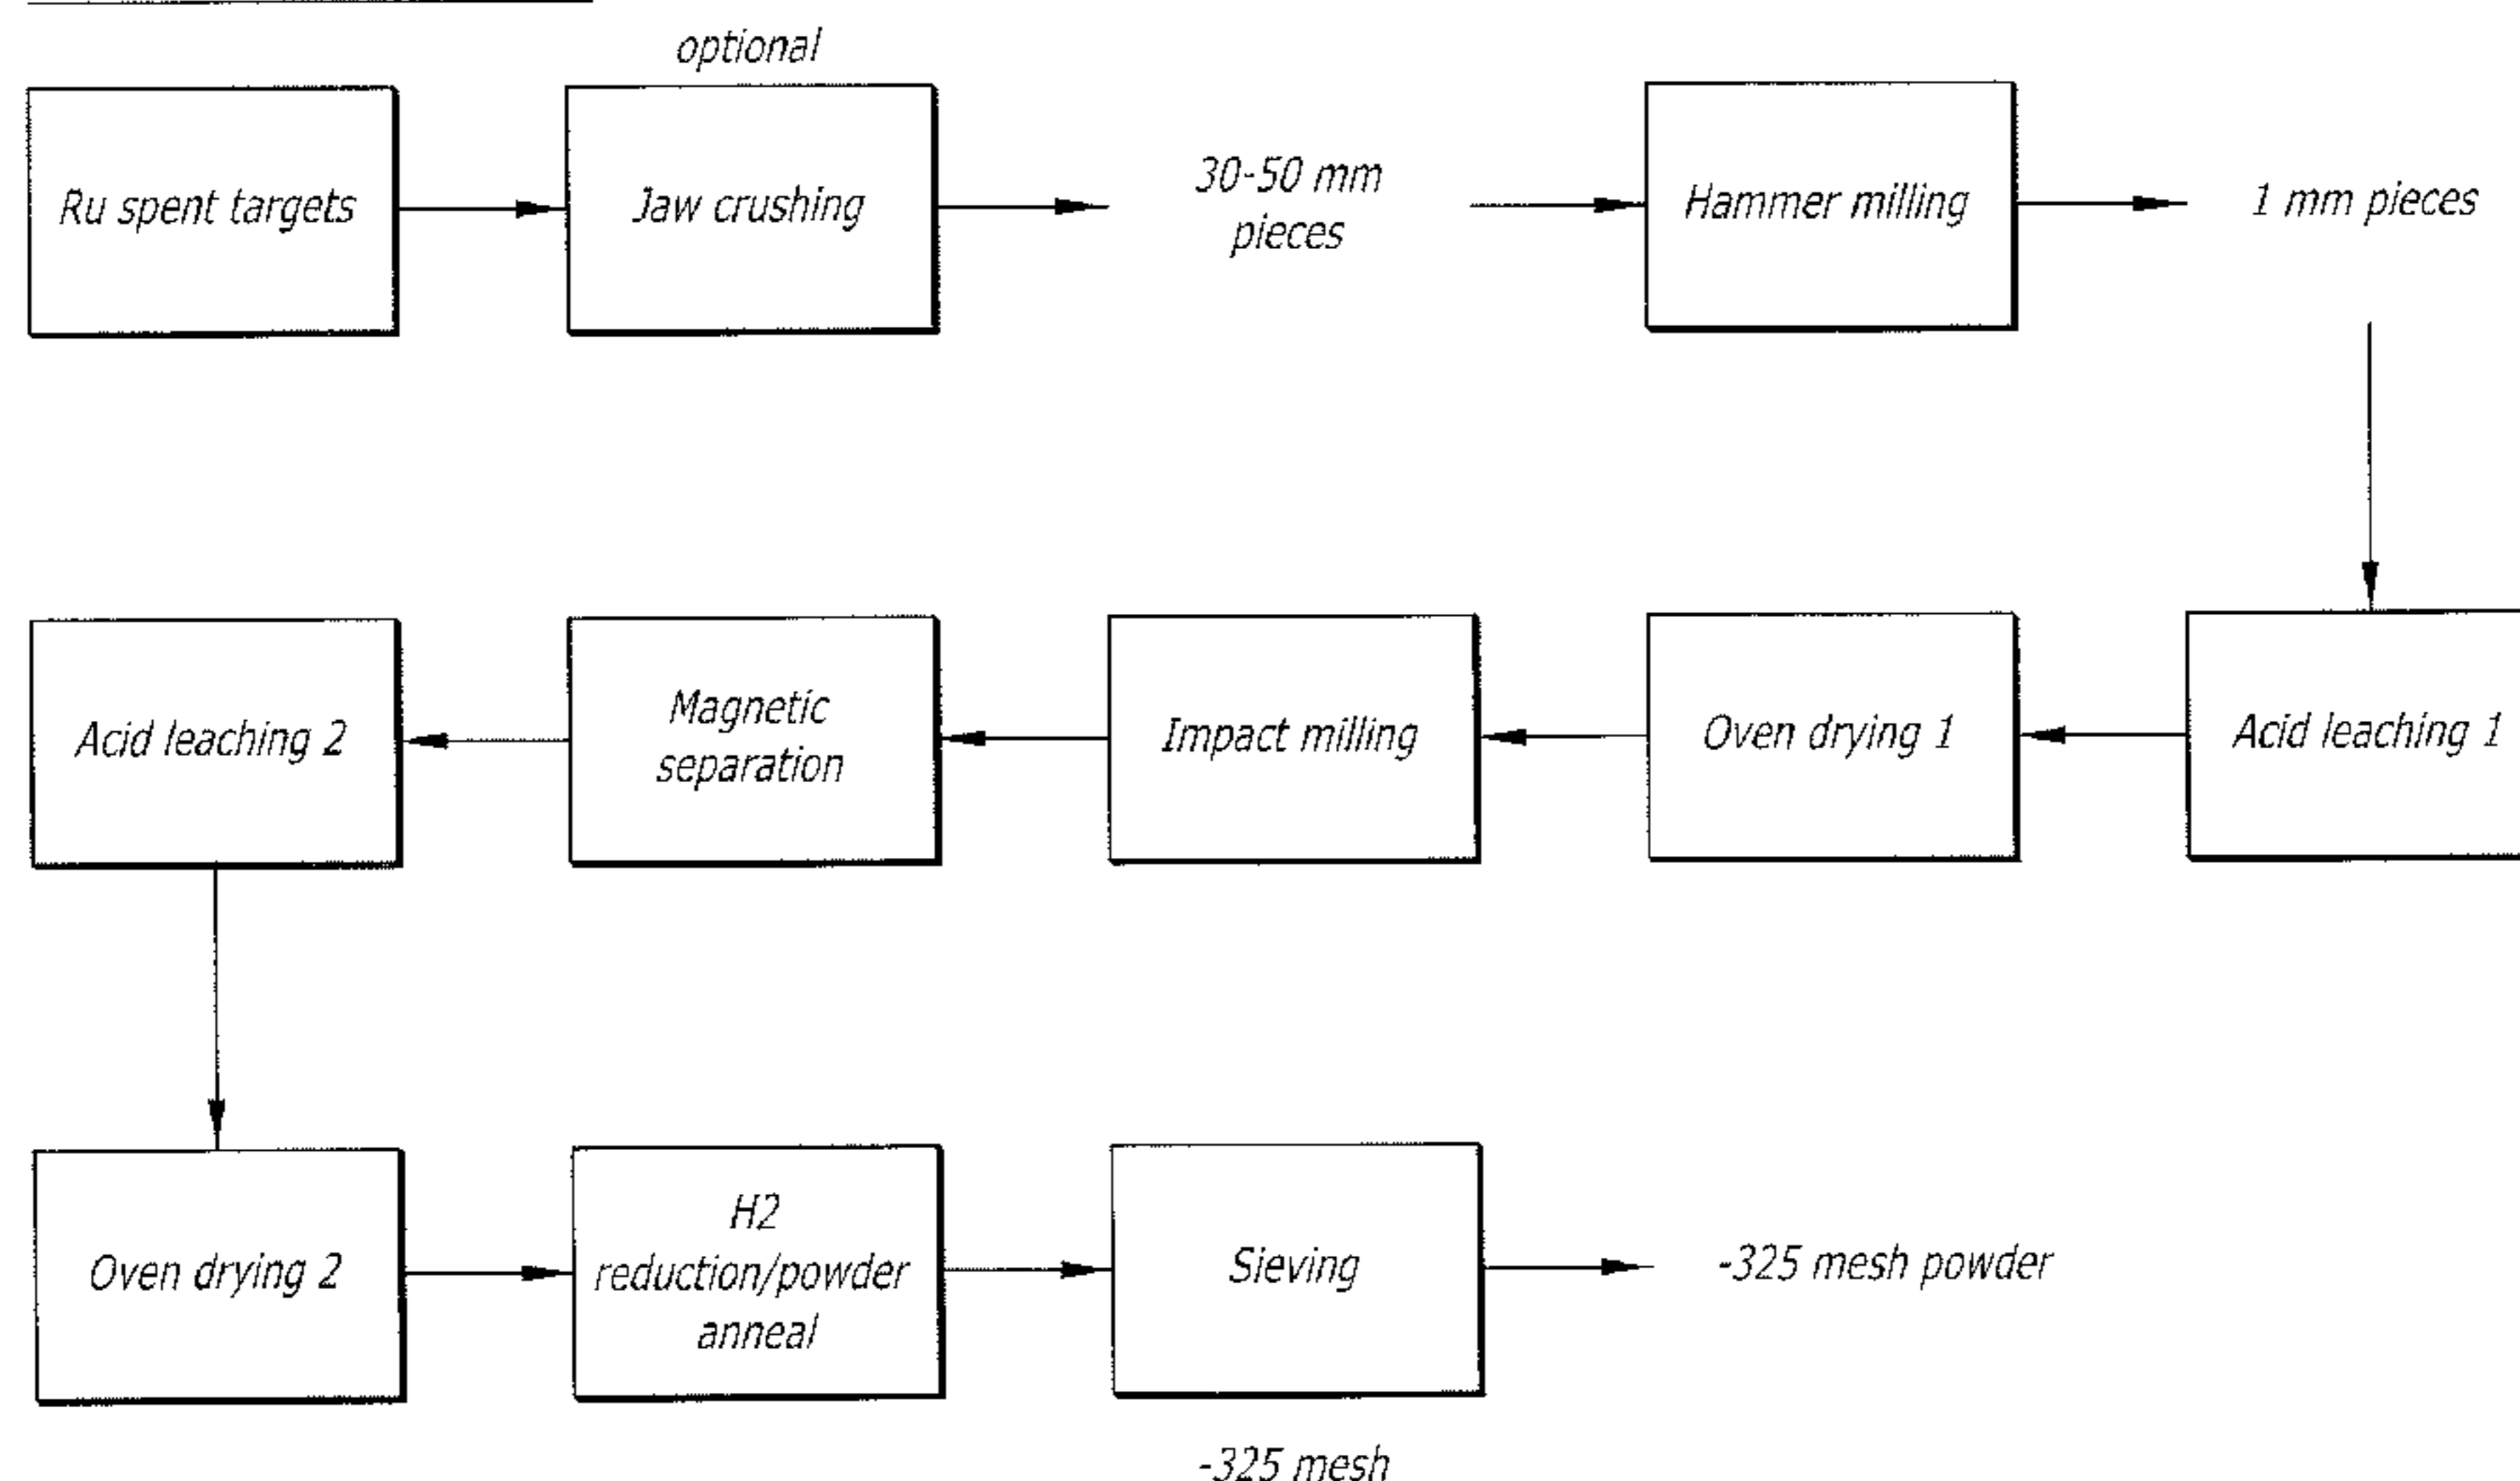 optional
Ru spent targets
Jaw crushing
30-50 mm
pieces
Hammer milling
1 mm pieces
Acid leaching 2
Magnetic
separation
Impact milling
Oven drying 1
Acid leaching 1
Oven drying 2
H2
reduction/powder
anneal
Sieving
-325 mesh powder
-325 mesh